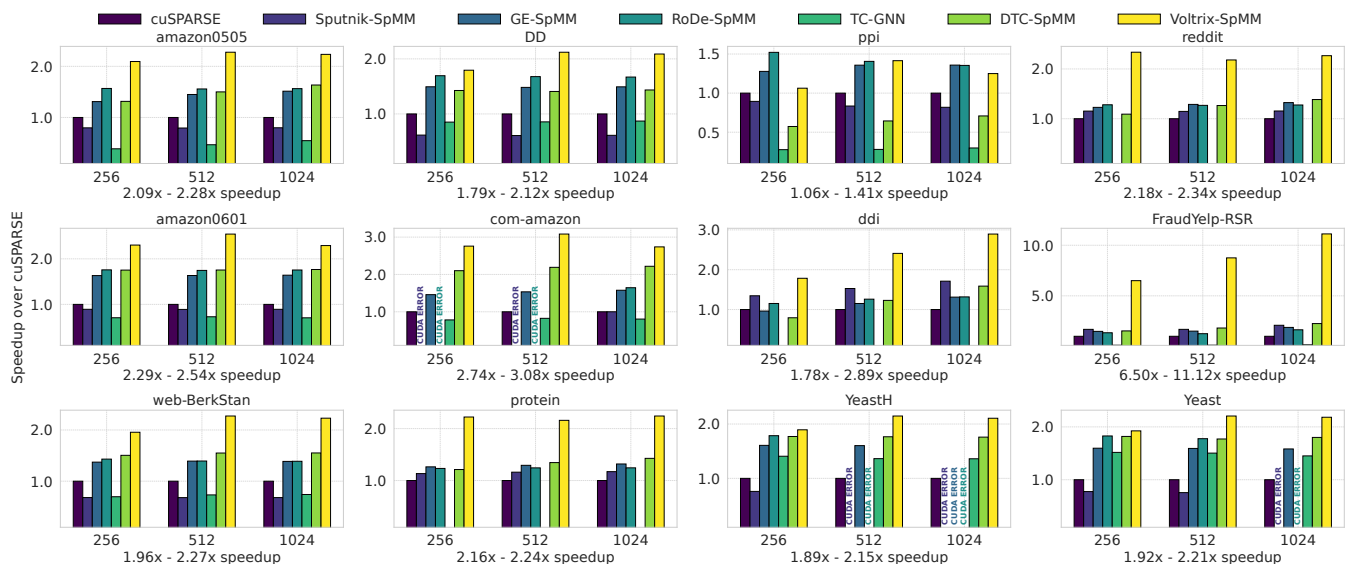 cuSPARSE Sputnik-SpMM GE-SpMM RoDe-SpMM TC-GNN DTC-SpMM Voltrix-SpMM
Speedup over cuSPARSE
amazon0505
2.0
1.0
256 512 1024
2.09x - 2.28x speedup
DD
2.0
1.0
256 512 1024
1.79x - 2.12x speedup
ppi
1.5
1.0
0.5
256 512 1024
1.06x - 1.41x speedup
reddit
2.0
1.0
256 512 1024
2.18x - 2.34x speedup
amazon0601
2.0
1.0
256 512 1024
2.29x - 2.54x speedup
com-amazon
3.0
2.0
1.0
CUDA ERROR CUDA ERROR CUDA ERROR CUDA ERROR
256 512 1024
2.74x - 3.08x speedup
ddi
3.0
2.0
1.0
256 512 1024
1.78x - 2.89x speedup
FraudYelp-RSR
10.0
5.0
256 512 1024
6.50x - 11.12x speedup
web-BerkStan
2.0
1.0
256 512 1024
1.96x - 2.27x speedup
protein
2.0
1.0
256 512 1024
2.16x - 2.24x speedup
YeastH
2.0
1.0
CUDA ERROR CUDA ERROR CUDA ERROR CUDA ERROR CUDA ERROR
256 512 1024
1.89x - 2.15x speedup
Yeast
2.0
1.0
CUDA ERROR CUDA ERROR
256 512 1024
1.92x - 2.21x speedup